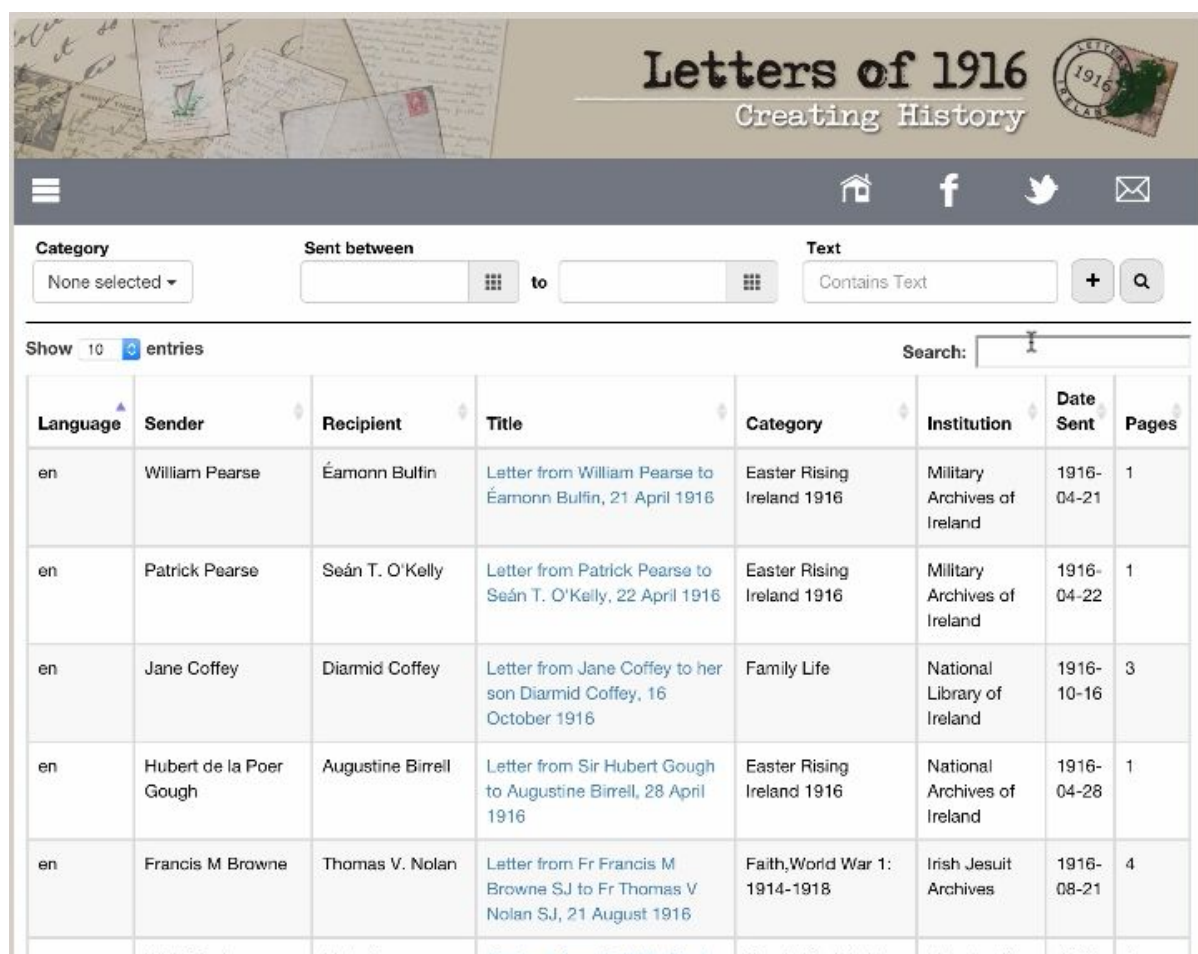 Letters of 1916
Creating History
LETTERS
1916
IRELAND
Category
Sent between
Text
None selected
to
Contains Text
+
Show 10 entries
Search:
Language Sender Recipient Title Category Institution Date Sent Pages
en
William Pearse
Éamonn Bulfin
Letter from William Pearse to
Éamonn Bulfin, 21 April 1916
Easter Rising
Ireland 1916
Military
Archives of
Ireland
1916-
04-21
1
en
Patrick Pearse
Seán T. O'Kelly
Letter from Patrick Pearse to
Seán T. O'Kelly, 22 April 1916
Easter Rising
Ireland 1916
Military
Archives of
Ireland
1916-
04-22
1
en
Jane Coffey
Diarmid Coffey
Letter from Jane Coffey to her
son Diarmid Coffey, 16
October 1916
Family Life
National
Library of
Ireland
1916-
10-16
3
en
Hubert de la Poer
Gough
Augustine Birrell
Letter from Sir Hubert Gough
to Augustine Birrell, 28 April
1916
Easter Rising
Ireland 1916
National
Archives of
Ireland
1916-
04-28
1
en
Francis M Browne
Thomas V. Nolan
Letter from Fr Francis M
Browne SJ to Fr Thomas V
Nolan SJ, 21 August 1916
Faith,World War 1:
1914-1918
Irish Jesuit
Archives
1916-
08-21
4